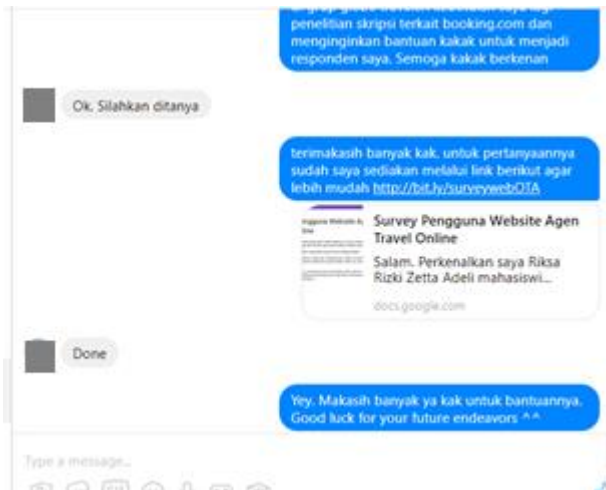 penelitian skripsi terkait booking.com dan
menginginkan bantuan kakak untuk menjadi
responden saya. Semoga kakak berkenan
Ok. Silahkan ditanya
terimakasih banyak kak. untuk pertanyaannya
sudah saya sediakan melalui link berikut agar
lebih mudah http://bit.ly/surveywebOTA
Survey Pengguna Website Agen
Travel Online
Salam. Perkenalkan saya Riksa
Rizki Zetta Adeli mahasiswi...
docs.google.com
Done
Yey. Makasih banyak ya kak untuk bantuannya.
Good luck for your future endeavors ^^
Type a message...